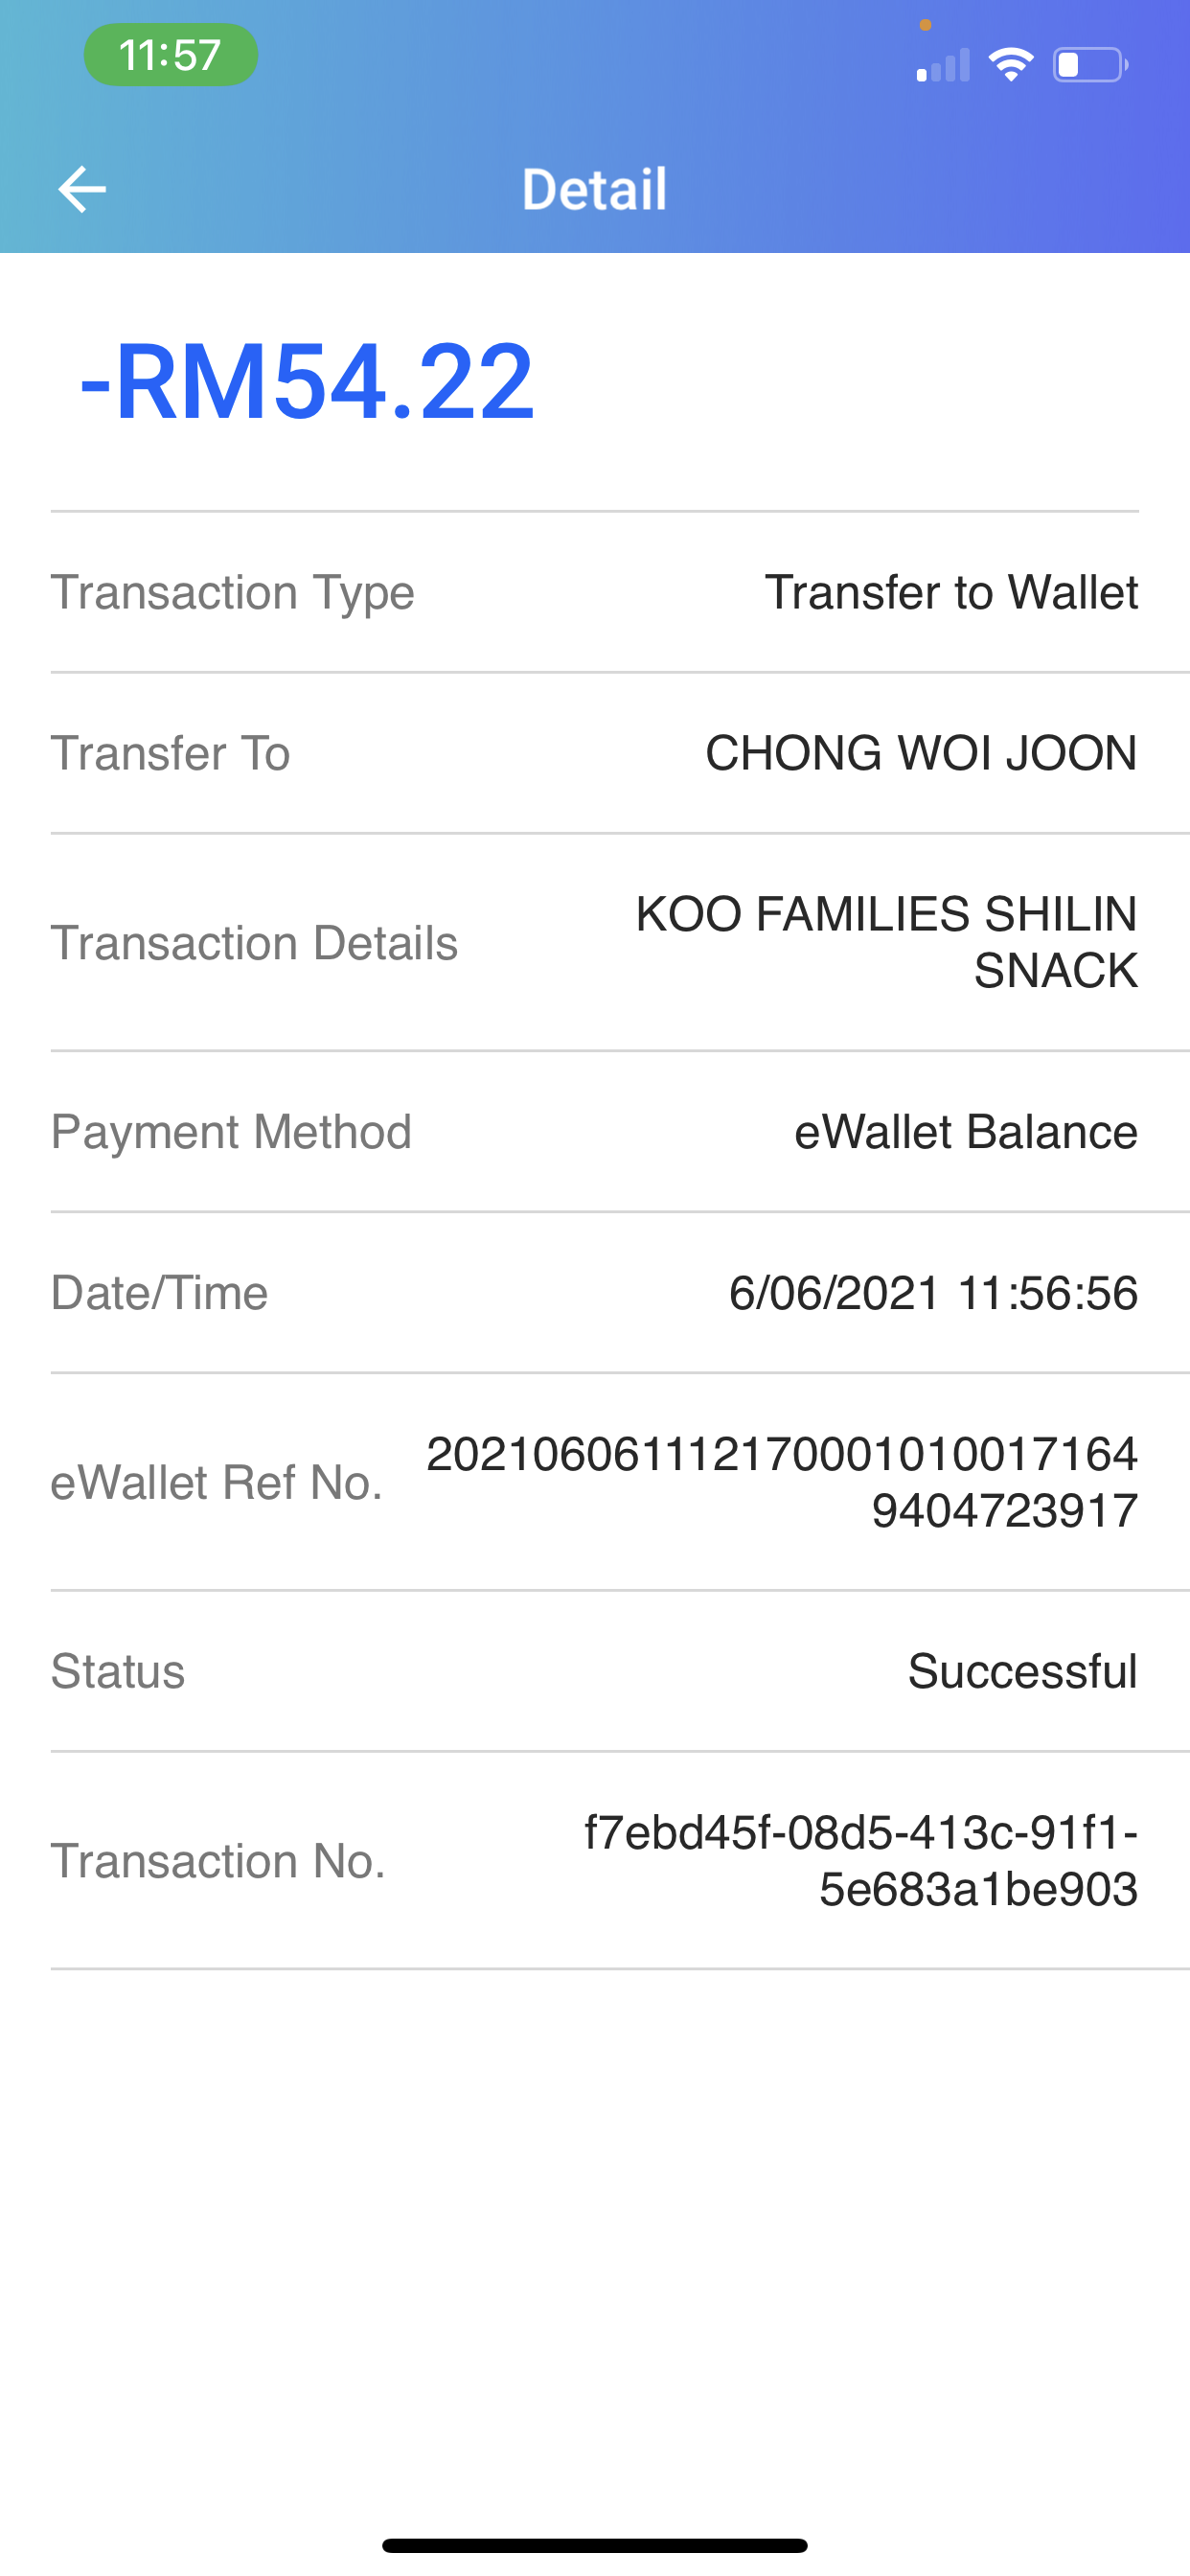 11:57
Detail
-RM54.22
Transaction Type
Transfer to Wallet
Transfer To
CHONG WOI JOON
Transaction Details
KOO FAMILIES SHILIN
SNACK
Payment Method
eWallet Balance
Date/Time
6/06/2021 11:56:56
eWallet Ref No.
202106061112170001010017164
9404723917
Status
Successful
Transaction No.
f7ebd45f-08d5-413c-91f1-
5e683a1be903